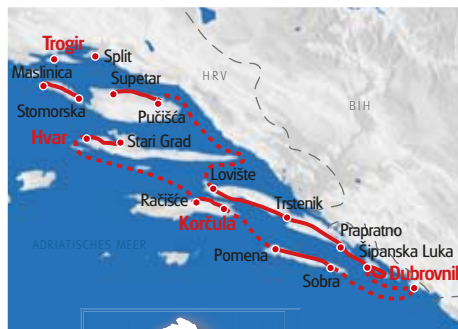 Trogir
Split
Maslinica
Supetar
HRV
Stomorska
Pučišća
BIH
Hvar
Stari Grad
Lovište
Račišće
Trstenik
Korčula
Prapratno
ADRIATISCHES MEER
Pomena
Šipanska Luka
Dubrovnik
Sobra